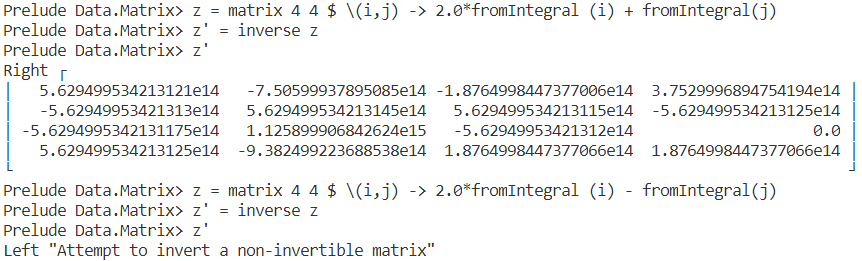 Prelude Data.Matrix> z = matrix 4 4 $ \(i,j) -> 2.0*fromIntegral (i) + fromIntegral(j)
Prelude Data.Matrix> z' = inverse z
Prelude Data.Matrix> z'
Right ┌
│   5.629499534213121e14   -7.50599937895085e14 -1.8764998447377006e14  3.7529996894754194e14 │
│   -5.62949953421313e14   5.629499534213145e14   5.629499534213115e14  -5.629499534213125e14 │
│ -5.6294995342131175e14   1.125899906842624e15   -5.62949953421312e14                    0.0 │
│   5.629499534213125e14  -9.382499223688538e14  1.8764998447377066e14  1.8764998447377066e14 │
└ ┘
Prelude Data.Matrix> z = matrix 4 4 $ \(i,j) -> 2.0*fromIntegral (i) - fromIntegral(j)
Prelude Data.Matrix> z' = inverse z
Prelude Data.Matrix> z'
Left "Attempt to invert a non-invertible matrix"